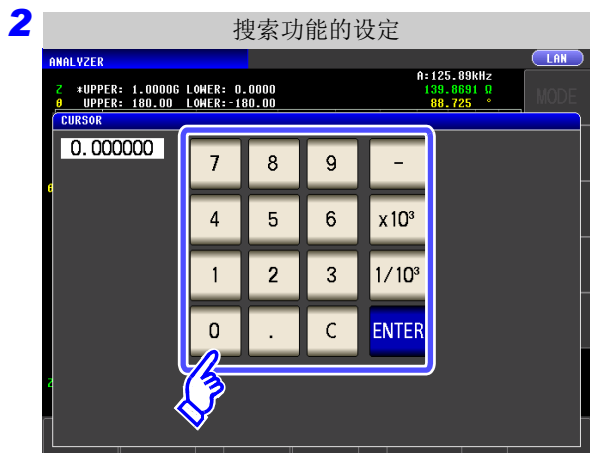 2
搜索功能的设定
ANALYZER
LAN
A:125.89kHz
Z *UPPER: 1.0000G LOWER: 0.0000 139.8691 Ω
θ UPPER: 180.00 LOWER:-180.00 88.725 °
MODE
CURSOR
0.000000
7 8 9 -
4 5 6 x10³
1 2 3 1/10³
0 . C ENTER
θ
Z